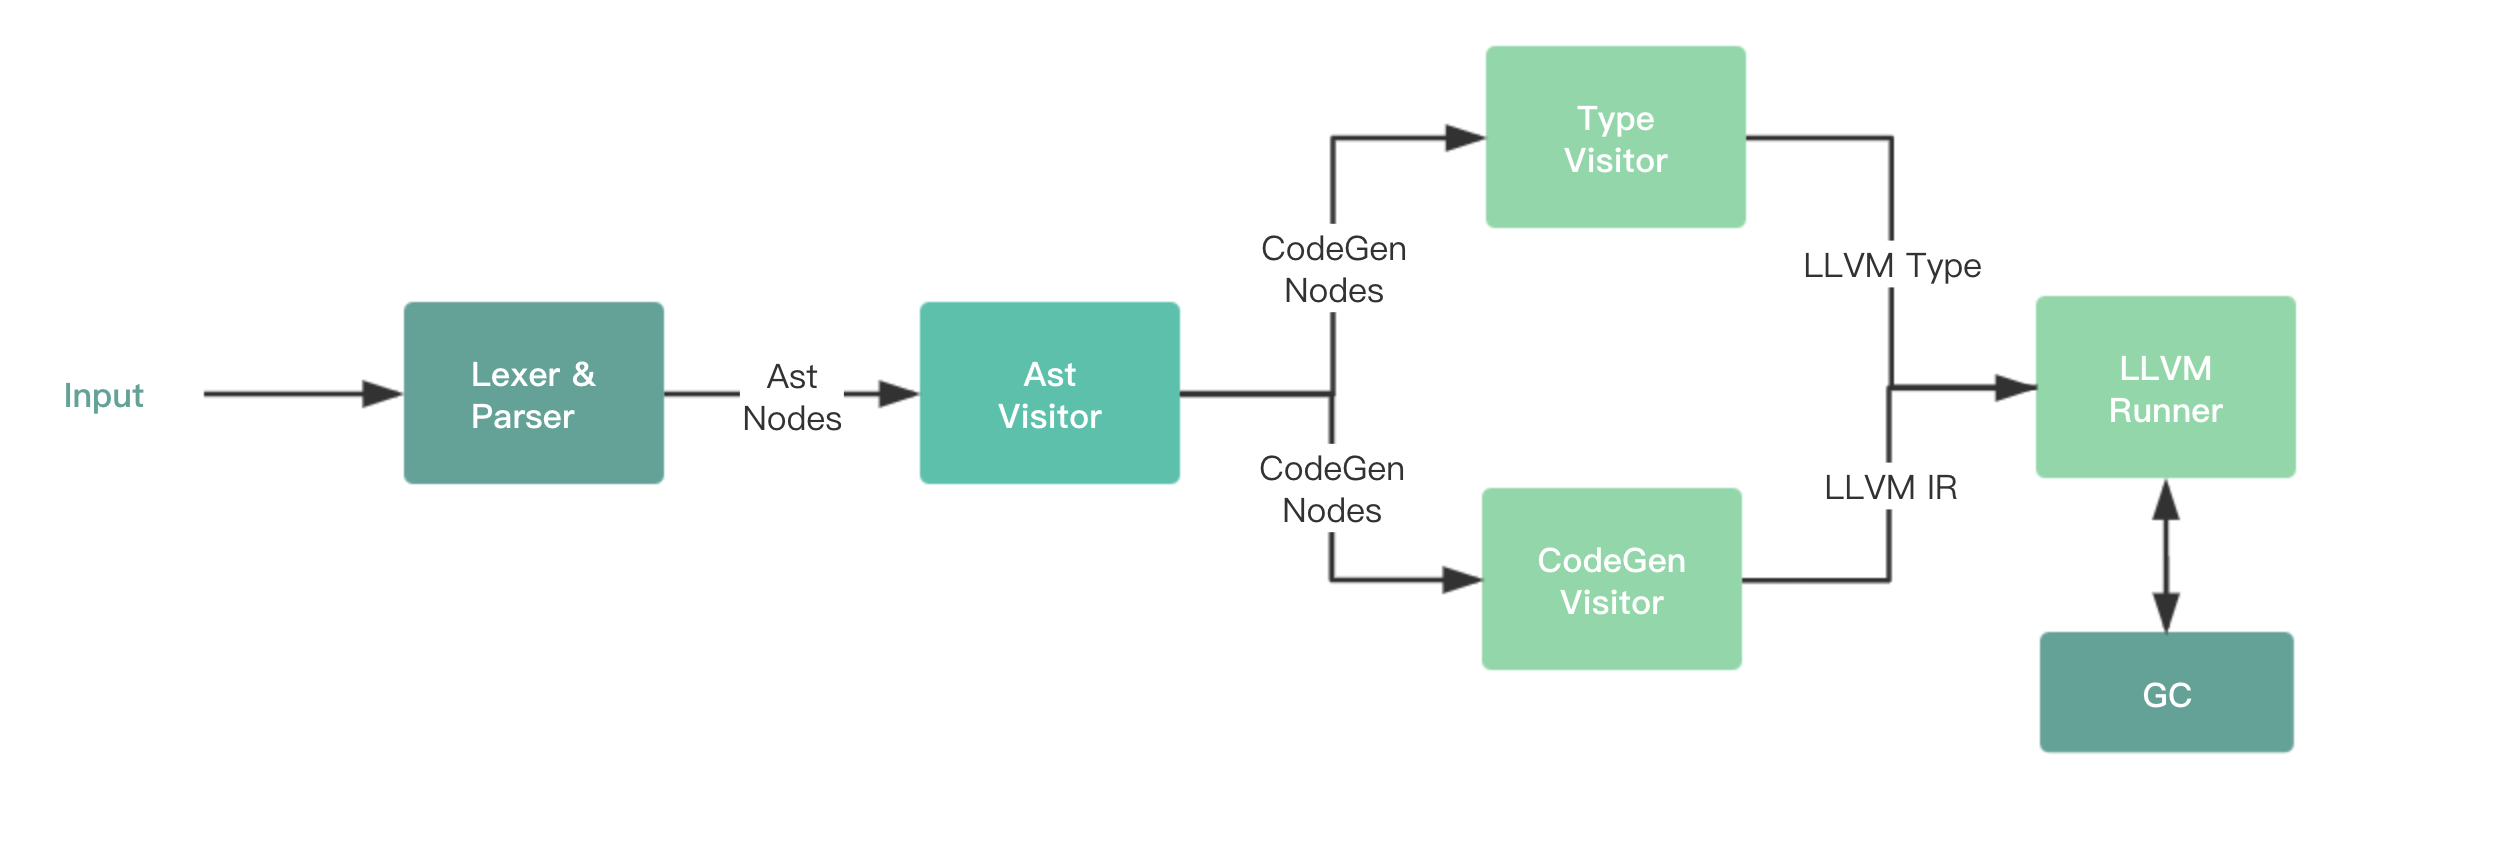 Input
Lexer &
Parser
Ast
Nodes
Ast
Visitor
CodeGen
Nodes
CodeGen
Nodes
Type
Visitor
CodeGen
Visitor
LLVM Type
LLVM IR
LLVM
Runner
GC